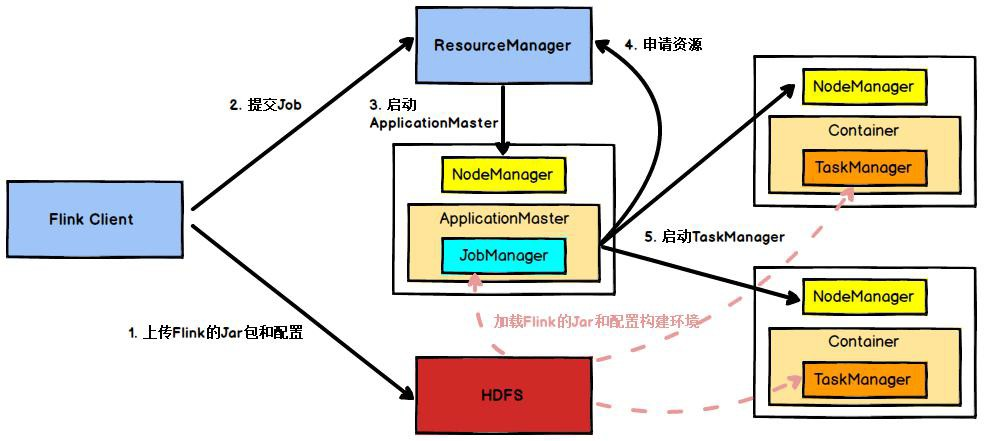 ResourceManager
4. 申请资源
2. 提交Job
3. 启动
ApplicationMaster
NodeManager
Container
TaskManager
NodeManager
ApplicationMaster
JobManager
Flink Client
5. 启动TaskManager
NodeManager
Container
TaskManager
1. 上传Flink的Jar包和配置
加载Flink的Jar和配置构建环境
HDFS